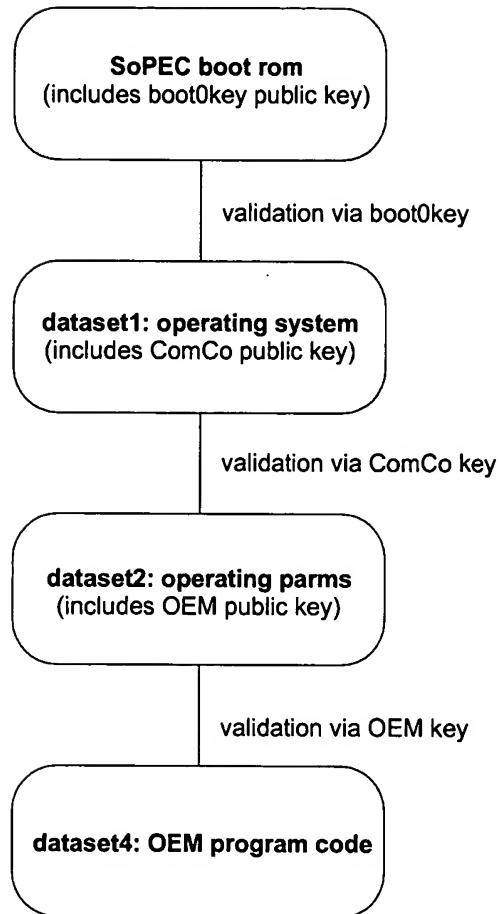 SoPEC boot rom
(includes boot0key public key)
validation via boot0key
dataset1: operating system
(includes ComCo public key)
validation via ComCo key
dataset2: operating parms
(includes OEM public key)
validation via OEM key
dataset4: OEM program code